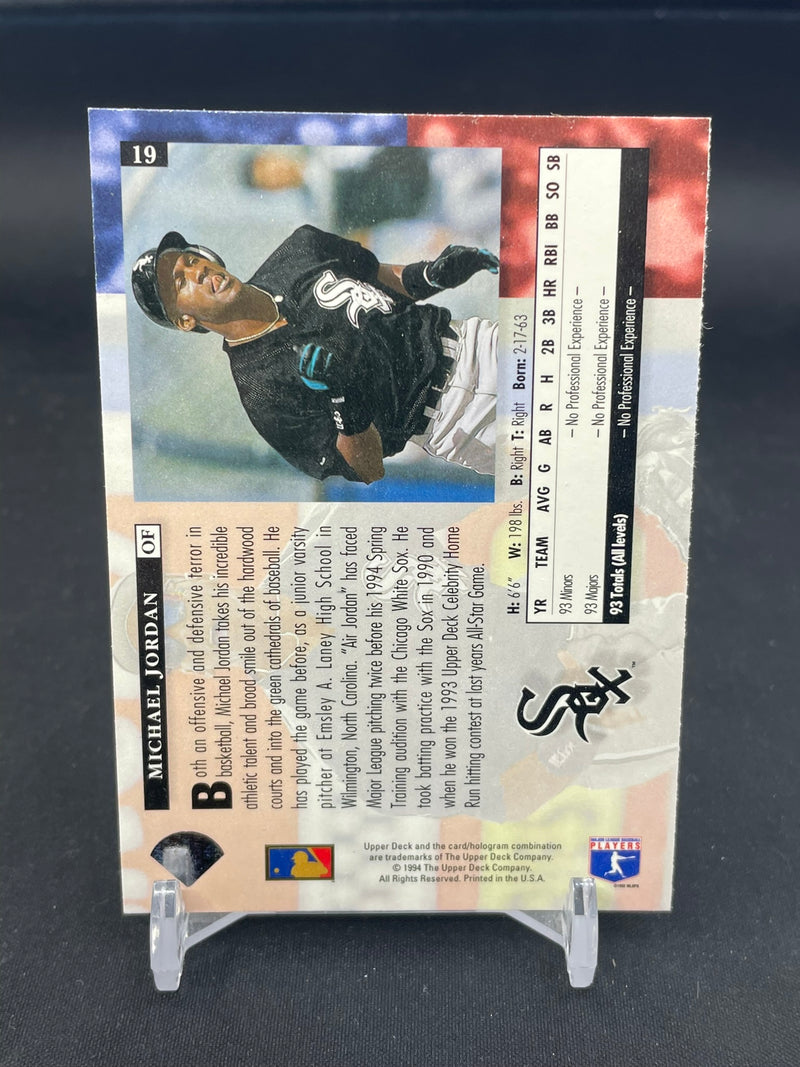 19
MICHAEL JORDAN OF
Both an offensive and defensive terror in
basketball, Michael Jordan takes his incredible
athletic talent and broad smile out of the hardwood
courts and into the green cathedrals of baseball. He
has played the game before, as a junior varsity
pitcher at Emsley A. Laney High School in
Wilmington, North Carolina. "Air Jordan" has faced
Major League pitching twice before his 1994 Spring
Training audition with the Chicago White Sox. He
took batting practice with the Sox in 1990 and
when he won the 1993 Upper Deck Celebrity Home
Run hitting contest at last years All-Star Game.
Sox
H: 6'6" W: 198 lbs. B: Right T: Right Born: 2-17-63
YR TEAM AVG G AB R H 2B 3B HR RBI BB SO SB
93 Minors – No Professional Experience –
93 Majors – No Professional Experience –
93 Totals (All levels) – No Professional Experience –
Sox
TM
Upper Deck and the card/hologram combination
are trademarks of The Upper Deck Company.
© 1994 The Upper Deck Company.
All Rights Reserved. Printed in the U.S.A.
MAJOR LEAGUE BASEBALL
PLAYERS